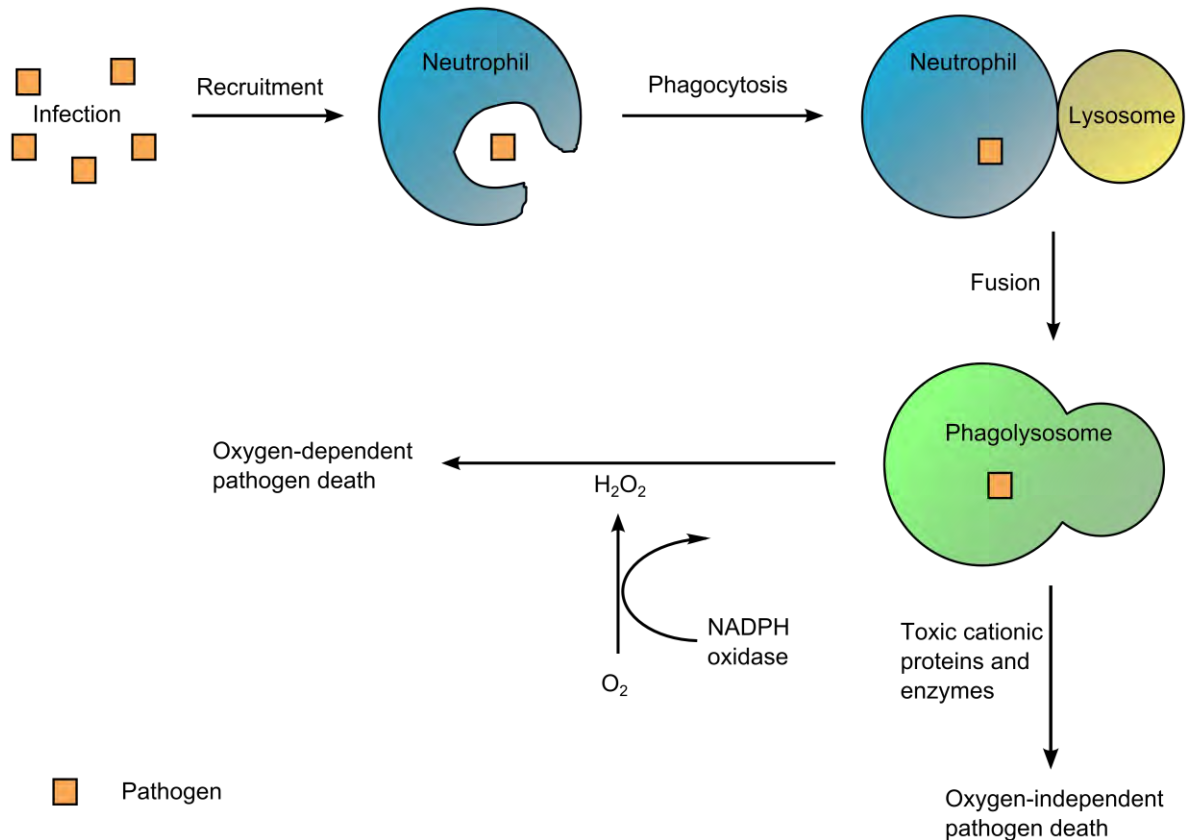 Infection
Recruitment
Neutrophil
Phagocytosis
Neutrophil
Lysosome
Fusion
Phagolysosome
Oxygen-dependent
pathogen death
H₂O₂
NADPH
oxidase
O₂
Toxic cationic
proteins and
enzymes
Oxygen-independent
pathogen death
Pathogen